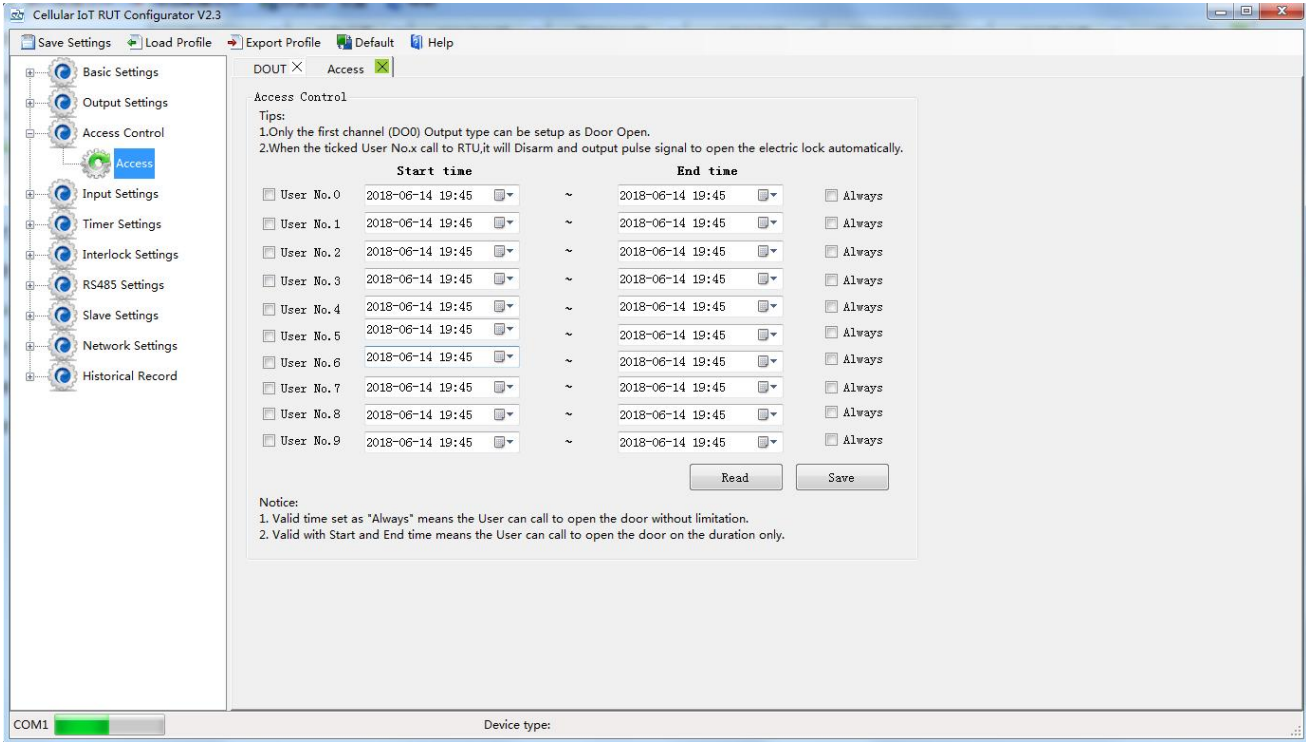 Cellular IoT RUT Configurator V2.3
Save Settings Load Profile Export Profile Default Help
Basic Settings
Output Settings
Access Control
Access
Input Settings
Timer Settings
Interlock Settings
RS485 Settings
Slave Settings
Network Settings
Historical Record
DOUT Access
Access Control
Tips:
1.Only the first channel (DO0) Output type can be setup as Door Open.
2.When the ticked User No.x call to RTU,it will Disarm and output pulse signal to open the electric lock automatically.
Start time End time
User No.0 2018-06-14 19:45 ~ 2018-06-14 19:45 Always
User No.1 2018-06-14 19:45 ~ 2018-06-14 19:45 Always
User No.2 2018-06-14 19:45 ~ 2018-06-14 19:45 Always
User No.3 2018-06-14 19:45 ~ 2018-06-14 19:45 Always
User No.4 2018-06-14 19:45 ~ 2018-06-14 19:45 Always
User No.5 2018-06-14 19:45 ~ 2018-06-14 19:45 Always
User No.6 2018-06-14 19:45 ~ 2018-06-14 19:45 Always
User No.7 2018-06-14 19:45 ~ 2018-06-14 19:45 Always
User No.8 2018-06-14 19:45 ~ 2018-06-14 19:45 Always
User No.9 2018-06-14 19:45 ~ 2018-06-14 19:45 Always
Read Save
Notice:
1. Valid time set as "Always" means the User can call to open the door without limitation.
2. Valid with Start and End time means the User can call to open the door on the duration only.
COM1 Device type: